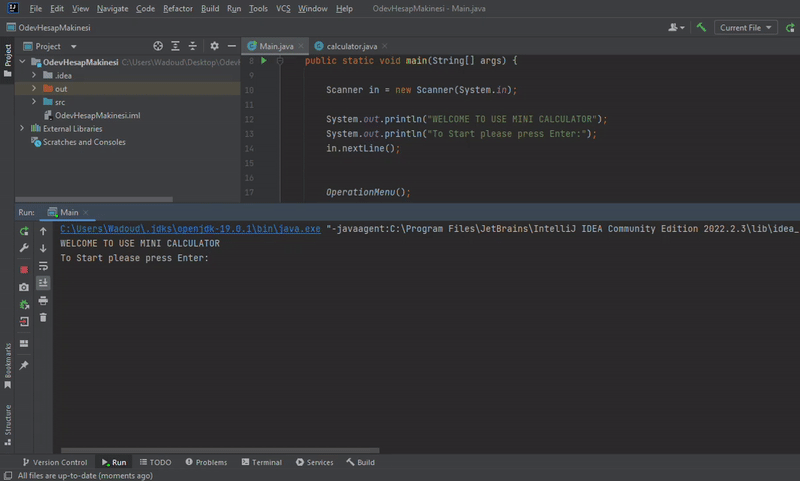 File Edit View Navigate Code Refactor Build Run Tools VCS Window Help OdevHesapMakinesi - Main.java
OdevHesapMakinesi
Current File
Project
Project
Main.java
calculator.java
OdevHesapMakinesi C:\Users\Wadoud\Desktop\Odev
.idea
out
src
OdevHesapMakinesi.iml
External Libraries
Scratches and Consoles
8 public static void main(String[] args) {
9
10 Scanner in = new Scanner(System.in);
11
12 System.out.println("WELCOME TO USE MINI CALCULATOR");
13 System.out.println("To Start please press Enter:");
14 in.nextLine();
15
16
17 OperationMenu();
Run: Main
C:\Users\Wadoud\.jdks\openjdk-19.0.1\bin\java.exe "-javaagent:C:\Program Files\JetBrains\IntelliJ IDEA Community Edition 2022.2.3\lib\idea_
WELCOME TO USE MINI CALCULATOR
To Start please press Enter:
Bookmarks
Structure
Version Control Run TODO Problems Terminal Services Build
All files are up-to-date (moments ago)